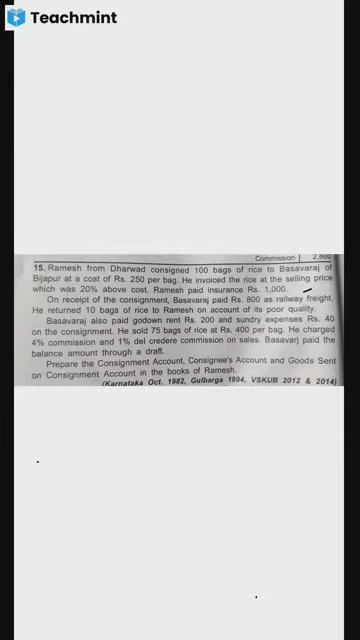 Teachmint
Commission 2,800
15. Ramesh from Dharwad consigned 100 bags of rice to Basavaraj of
Bijapur at a cost of Rs. 250 per bag. He invoiced the rice at the selling price
which was 20% above cost. Ramesh paid insurance Rs. 1,000.
On receipt of the consignment, Basavaraj paid Rs. 800 as railway freight.
He returned 10 bags of rice to Ramesh on account of its poor quality.
Basavaraj also paid godown rent Rs. 200 and sundry expenses Rs. 40
on the consignment. He sold 75 bags of rice at Rs. 400 per bag. He charged
4% commission and 1% del credere commission on sales. Basavarj paid the
balance amount through a draft.
Prepare the Consignment Account, Consignee's Account and Goods Sent
on Consignment Account in the books of Ramesh.
(Karnataka Oct. 1982, Gulbarga 1994, VSKUB 2012 & 2014)